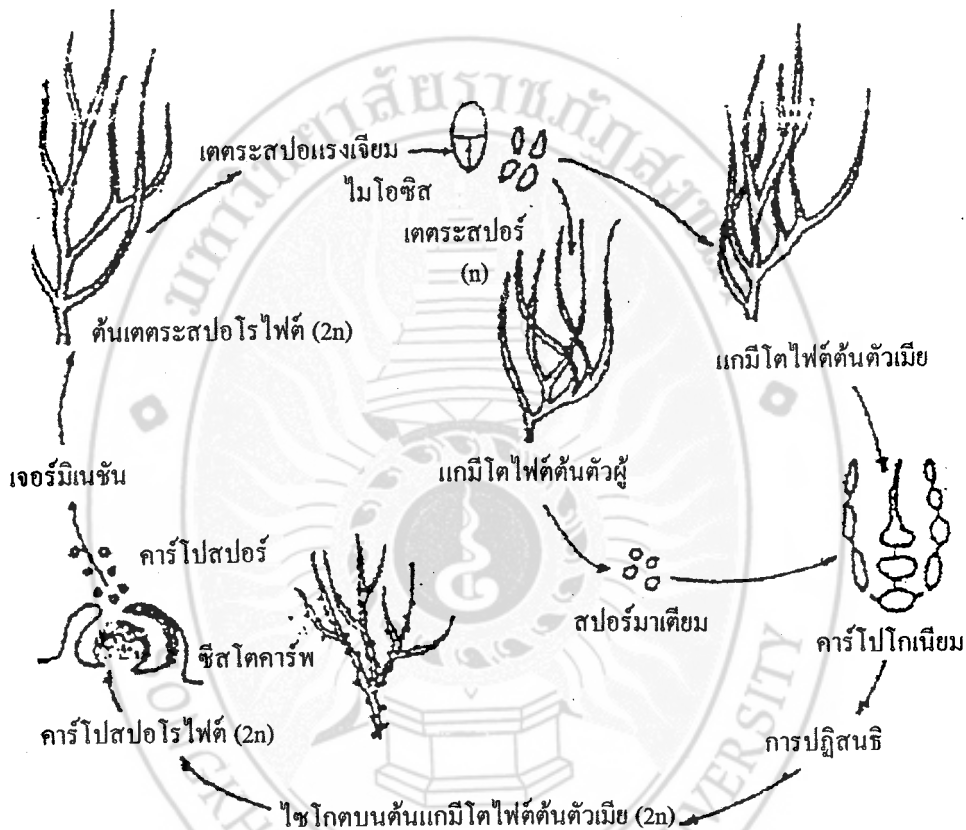 เตตระสปอแรงเจียม
ไมโอซิส
เตตระสปอร์
(n)
ต้นเตตระสปอโรไฟต์ (2n)
แกมีโตไฟต์ต้นตัวเมีย
เจอร์มิเนชัน
แกมีโตไฟต์ต้นตัวผู้
คาร์โปสปอร์
สปอร์มาเตียม
คาร์โปโกเนียม
ซีสโตคาร์พ
คาร์โปสปอโรไฟต์ (2n)
การปฏิสนธิ
ไซโกตบนต้นแกมีโตไฟต์ต้นตัวเมีย (2n)